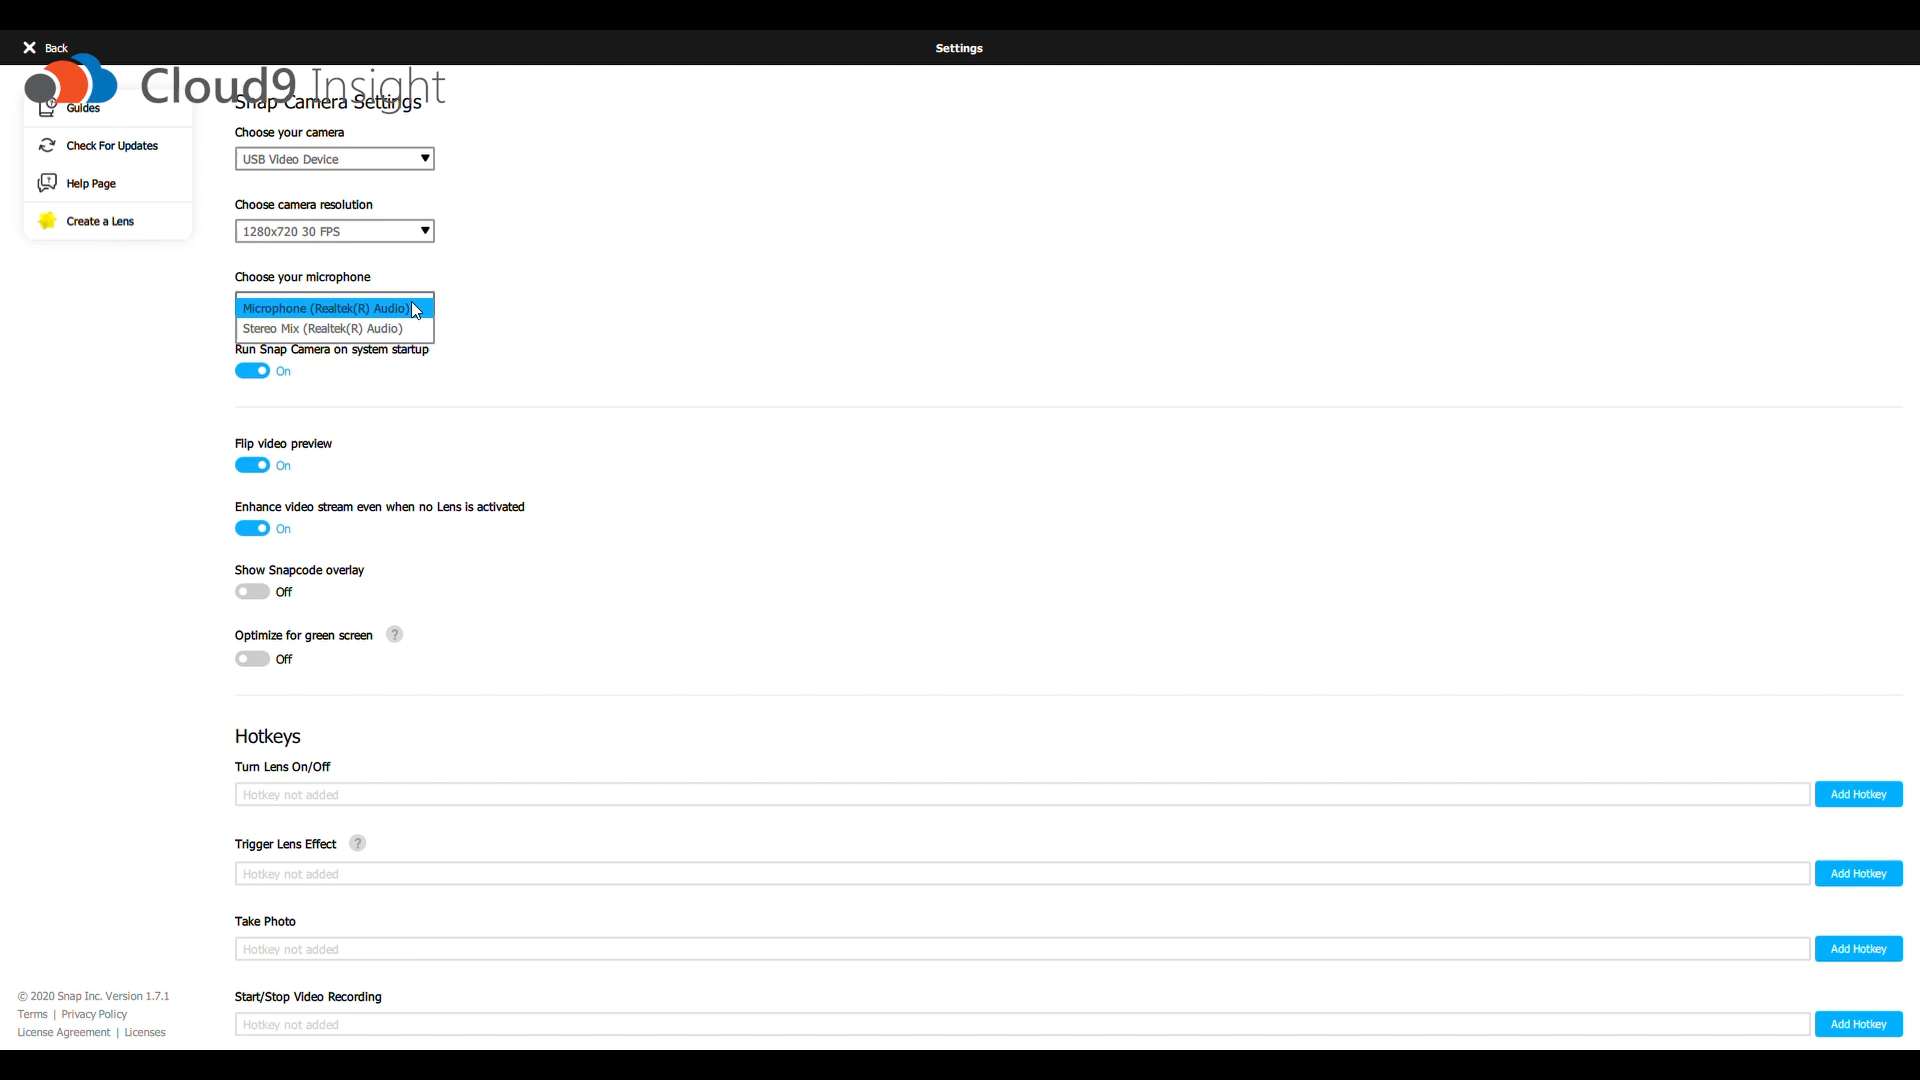 Back
Settings
Cloud9 Insight
Guides
Check For Updates
Help Page
Create a Lens
Snap Camera Settings
Choose your camera
USB Video Device
Choose camera resolution
1280x720 30 FPS
Choose your microphone
Microphone (Realtek(R) Audio)
Stereo Mix (Realtek(R) Audio)
Run Snap Camera on system startup
On
Flip video preview
On
Enhance video stream even when no Lens is activated
On
Show Snapcode overlay
Off
Optimize for green screen ?
Off
Hotkeys
Turn Lens On/Off
Hotkey not added Add Hotkey
Trigger Lens Effect ?
Hotkey not added Add Hotkey
Take Photo
Hotkey not added Add Hotkey
Start/Stop Video Recording
Hotkey not added Add Hotkey
© 2020 Snap Inc. Version 1.7.1
Terms | Privacy Policy
License Agreement | Licenses